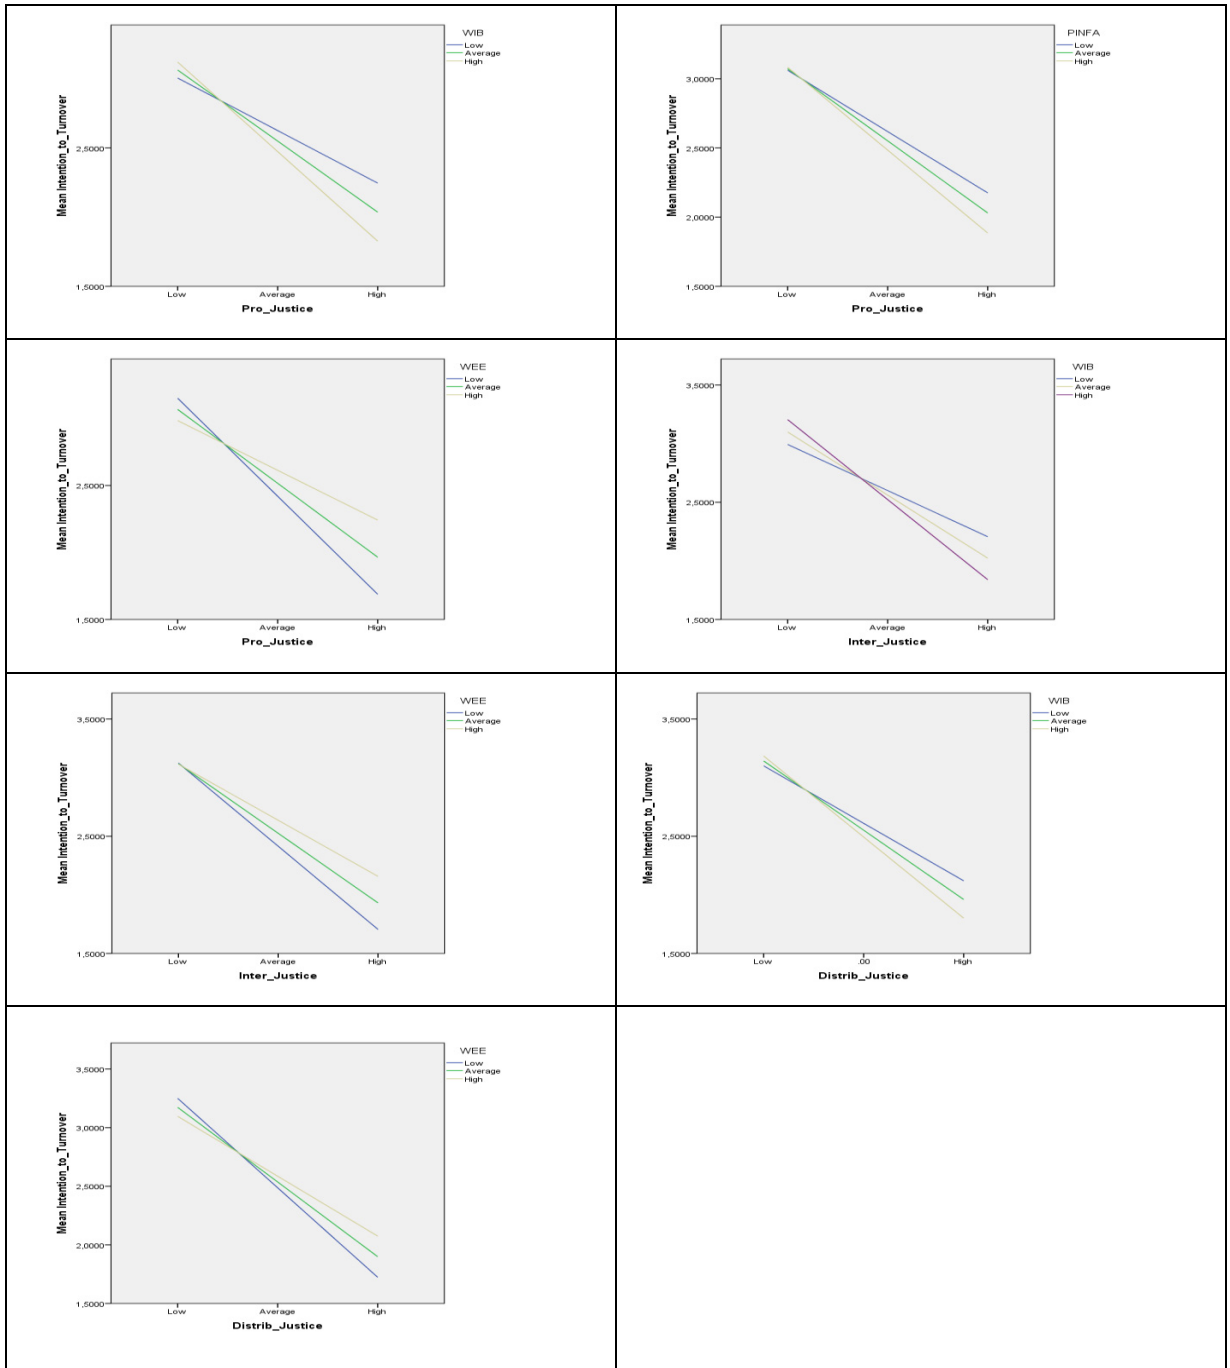 WIB
Low
Average
High
Mean Intention_to_Turnover
2,5000
1,5000
Low Average High
Pro_Justice
PINFA
Low
Average
High
Mean Intention_to_Turnover
3,0000
2,5000
2,0000
1,5000
Low Average High
Pro_Justice
WEE
Low
Average
High
Mean Intention_to_Turnover
2,5000
1,5000
Low Average High
Pro_Justice
WIB
Low
Average
High
Mean Intention_to_Turnover
3,5000
2,5000
1,5000
Low Average High
Inter_Justice
WEE
Low
Average
High
Mean Intention_to_Turnover
3,5000
2,5000
1,5000
Low Average High
Inter_Justice
WIB
Low
Average
High
Mean Intention_to_Turnover
3,5000
2,5000
1,5000
Low .00 High
Distrib_Justice
WEE
Low
Average
High
Mean Intention_to_Turnover
3,5000
3,0000
2,5000
2,0000
1,5000
Low Average High
Distrib_Justice